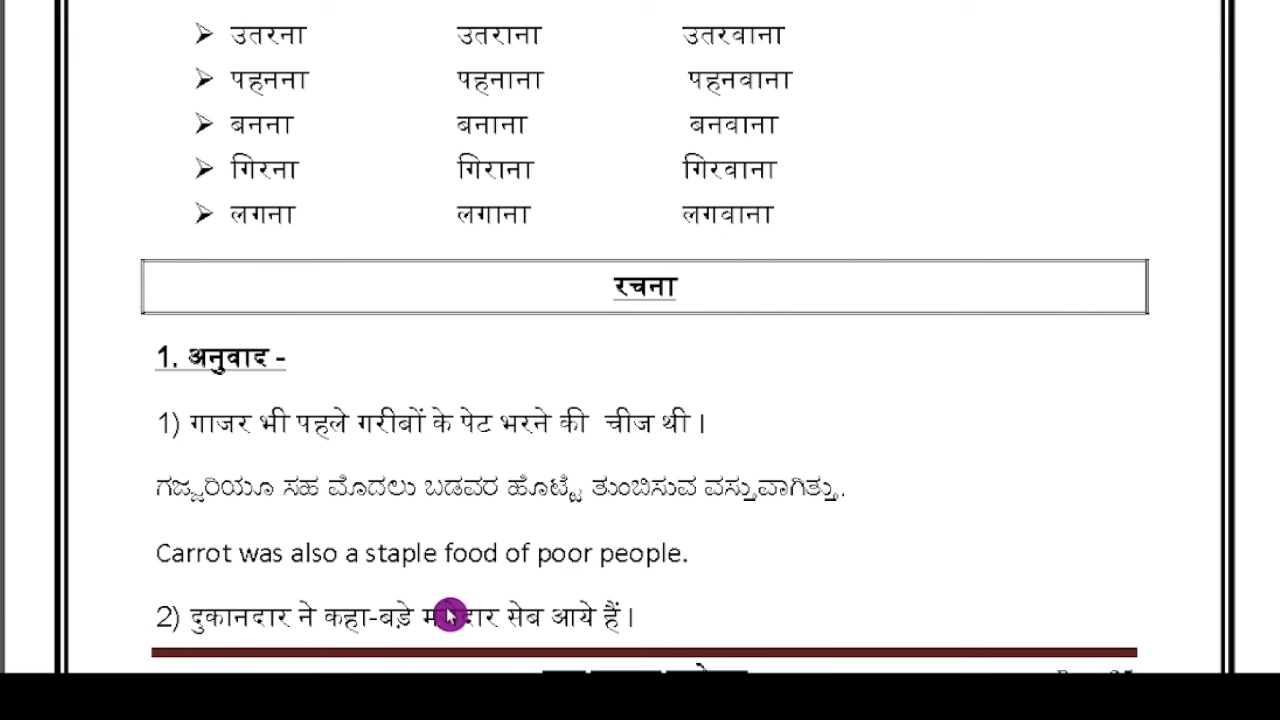 ➢ उतरना उतराना उतरवाना
➢ पहनना पहनाना पहनवाना
➢ बनना बनाना बनवाना
➢ गिरना गिराना गिरवाना
➢ लगना लगाना लगवाना
रचना
1. अनुवाद -
1) गाजर भी पहले गरीबों के पेट भरने की चीज थी ।
ಗಜ್ಜರಿಯೂ ಸಹ ಮೊದಲು ಬಡವರ ಹೊಟ್ಟೆ ತುಂಬಿಸುವ ವಸ್ತುವಾಗಿತ್ತು.
Carrot was also a staple food of poor people.
2) दुकानदार ने कहा-बड़े सेब आये हैं ।